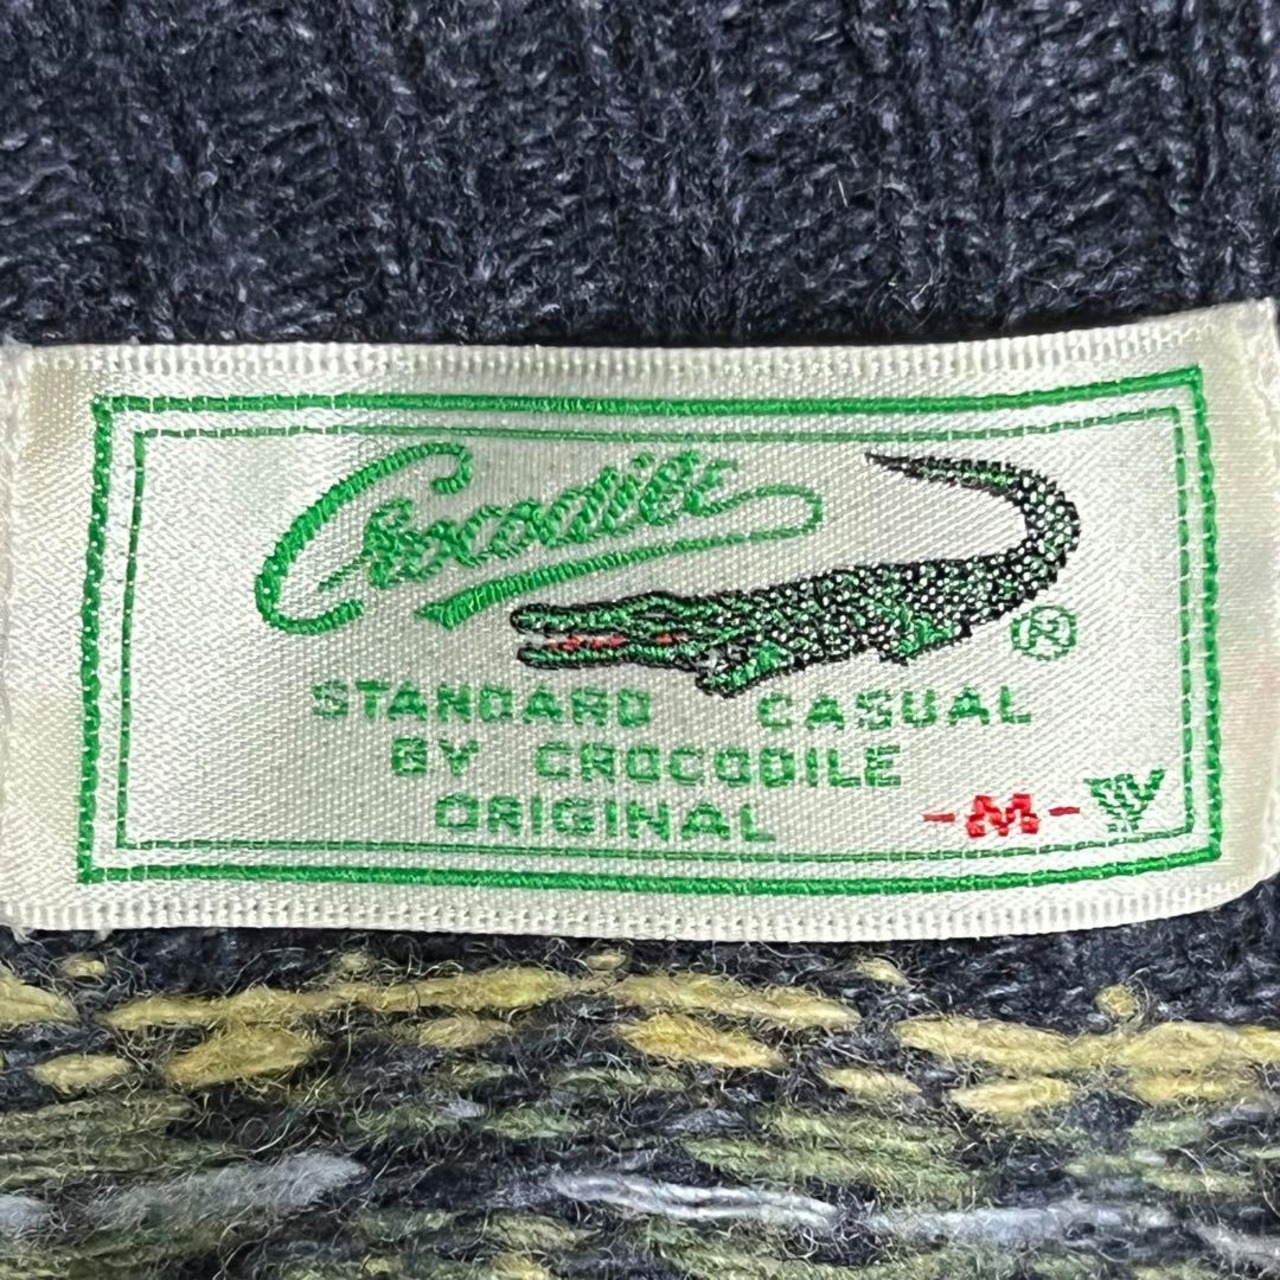 Crocodile
®
STANDARD CASUAL
BY CROCODILE
ORIGINAL
-M- W